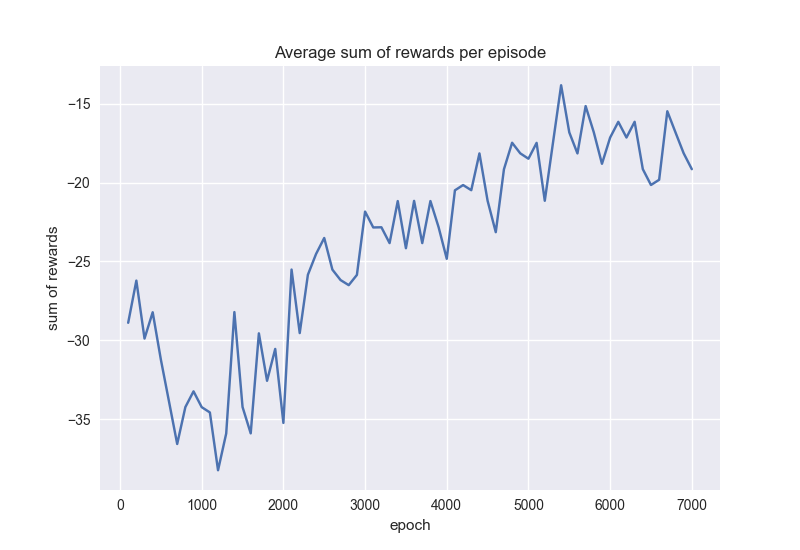 Average sum of rewards per episode
sum of rewards
−15
−20
−25
−30
−35
0 1000 2000 3000 4000 5000 6000 7000
epoch